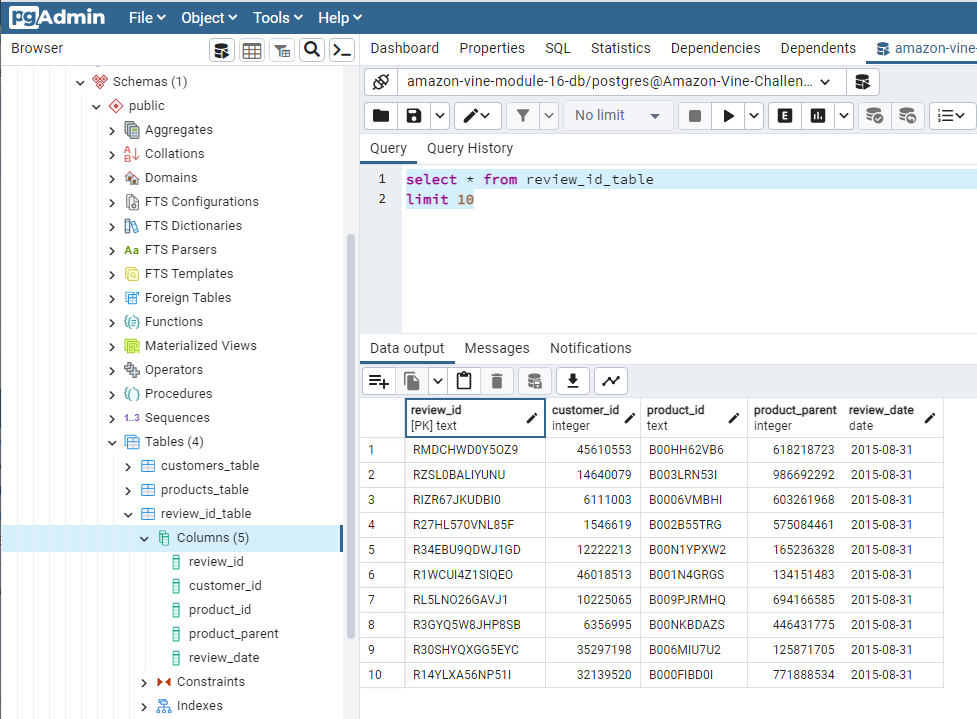 pgAdmin File Object Tools Help
Browser
Dashboard Properties SQL Statistics Dependencies Dependents amazon-vine-
amazon-vine-module-16-db/postgres@Amazon-Vine-Challen...
No limit
E
Query Query History
1 select * from review_id_table
2 limit 10
Schemas (1)
public
Aggregates
Collations
Domains
FTS Configurations
FTS Dictionaries
Aa FTS Parsers
FTS Templates
Foreign Tables
Functions
Materialized Views
Operators
Procedures
1..3 Sequences
Tables (4)
customers_table
products_table
review_id_table
Columns (5)
review_id
customer_id
product_id
product_parent
review_date
Constraints
Indexes
Data output Messages Notifications
review_id customer_id product_id product_parent review_date
[PK] text integer text integer date
1 RMDCHWD0Y5OZ9 45610553 B00HH62VB6 618218723 2015-08-31
2 RZSL0BALIYUNU 14640079 B003LRN53I 986692292 2015-08-31
3 RIZR67JKUDBI0 6111003 B0006VMBHI 603261968 2015-08-31
4 R27HL570VNL85F 1546619 B002B55TRG 575084461 2015-08-31
5 R34EBU9QDWJ1GD 12222213 B00N1YPXW2 165236328 2015-08-31
6 R1WCUI4Z1SIQEO 46018513 B001N4GRGS 134151483 2015-08-31
7 RL5LNO26GAVJ1 10225065 B009PJRMHQ 694166585 2015-08-31
8 R3GYQ5W8JHP8SB 6356995 B00NKBDAZS 446431775 2015-08-31
9 R30SHYQXGG5EYC 35297198 B006MIU7U2 125871705 2015-08-31
10 R14YLXA56NP51I 32139520 B000FIBD0I 771888534 2015-08-31